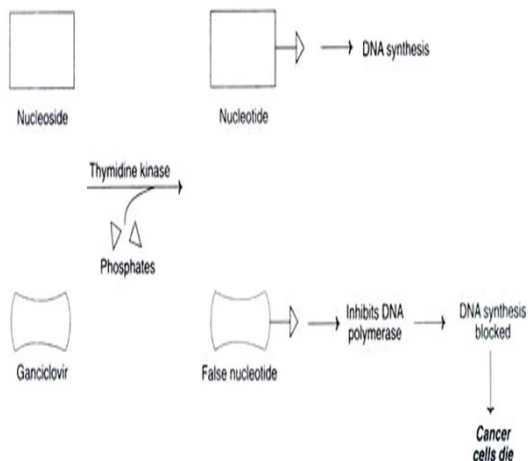 DNA synthesis
Nucleoside
Nucleotide
Thymidine kinase
Phosphates
Inhibits DNA
polymerase
DNA synthesis
blocked
Ganciclovir
False nucleotide
Cancer
cells die